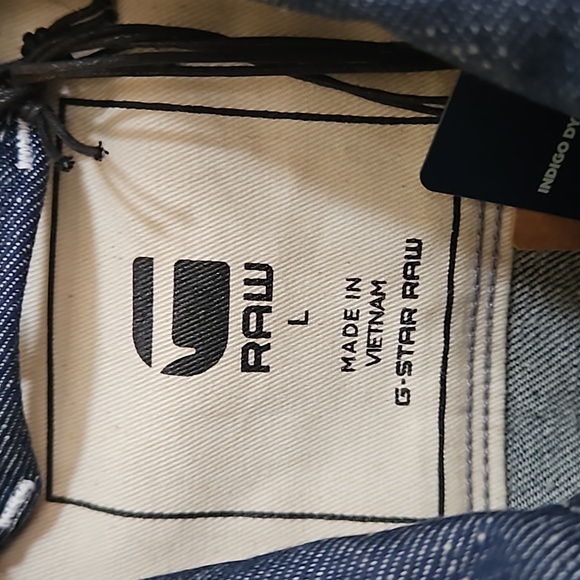 RAW
L
MADE IN
VIETNAM
G-STAR RAW
INDIGO DY